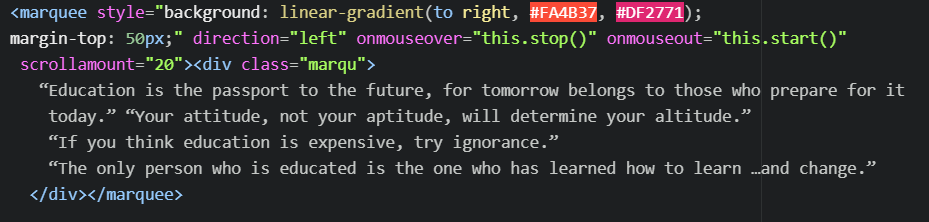 <marquee style="background: linear-gradient(to right, #FA4B37, #DF2771);
margin-top: 50px;" direction="left" onmouseover="this.stop()" onmouseout="this.start()"
scrollamount="20"><div class="marqu">
“Education is the passport to the future, for tomorrow belongs to those who prepare for it
today.” “Your attitude, not your aptitude, will determine your altitude.”
“If you think education is expensive, try ignorance.”
“The only person who is educated is the one who has learned how to learn …and change.”
</div></marquee>